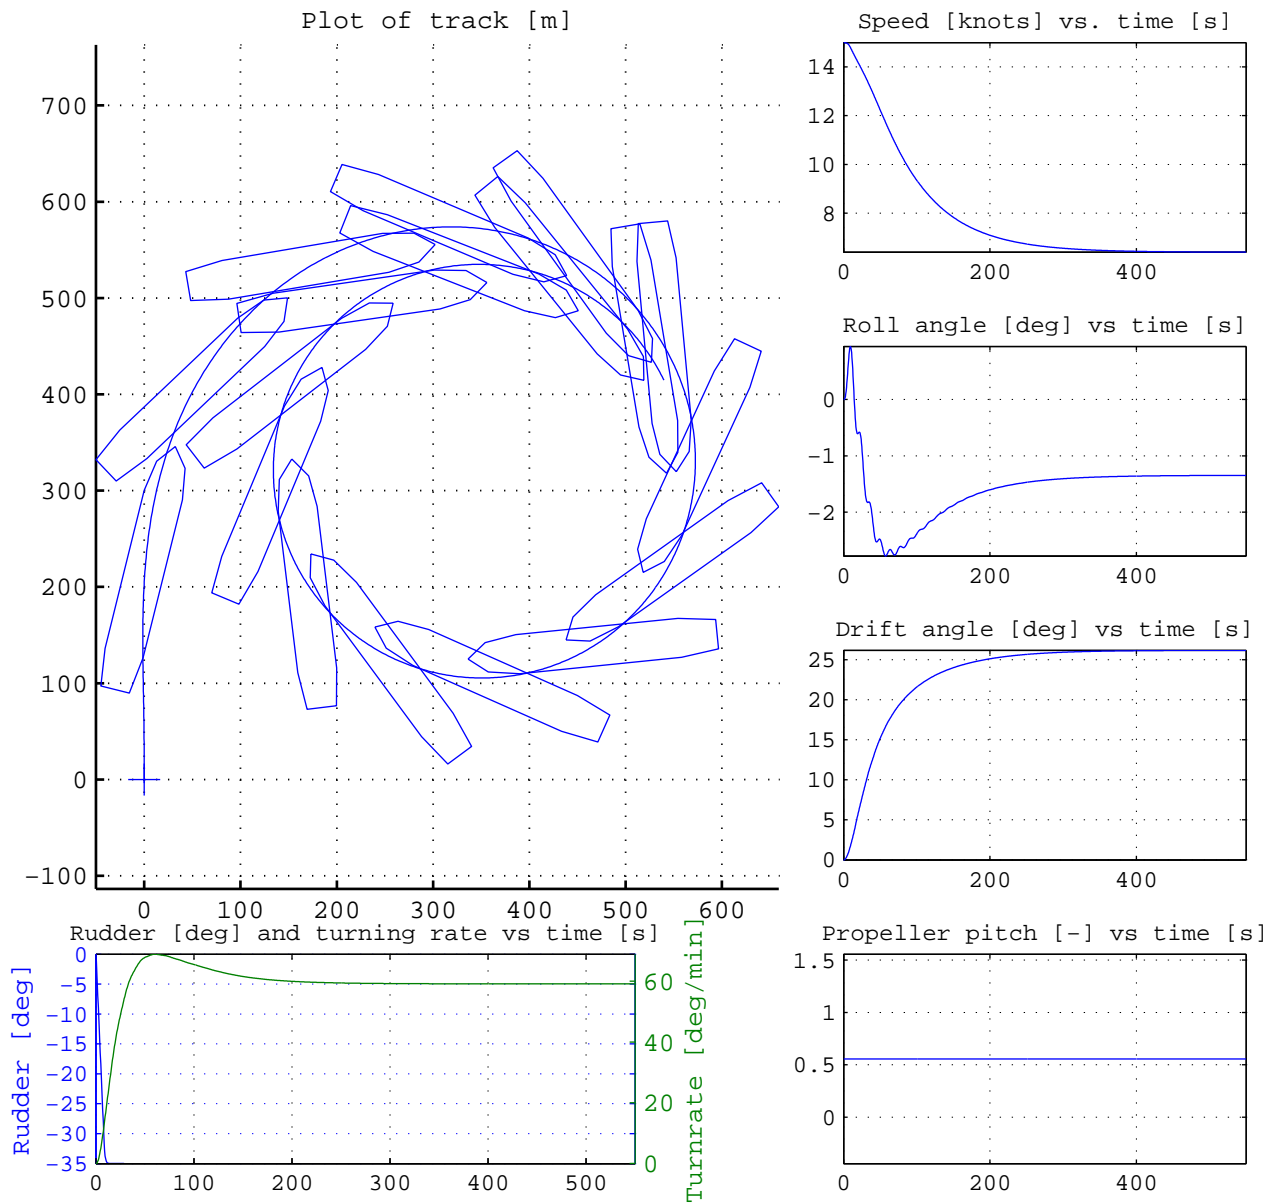 Plot of track [m]
700
600
500
400
300
200
100
0
−100
0 100 200 300 400 500 600
Speed [knots] vs. time [s]
14
12
10
8
0 200 400
Roll angle [deg] vs time [s]
0
−1
−2
0 200 400
Drift angle [deg] vs time [s]
25
20
15
10
5
0
0 200 400
Rudder [deg] and turning rate vs time [s]
Rudder [deg]
0
−5
−10
−15
−20
−25
−30
−35
0 100 200 300 400 500
60
40
20
0
Turnrate [deg/min]
Propeller pitch [−] vs time [s]
1.5
1
0.5
0
0 200 400